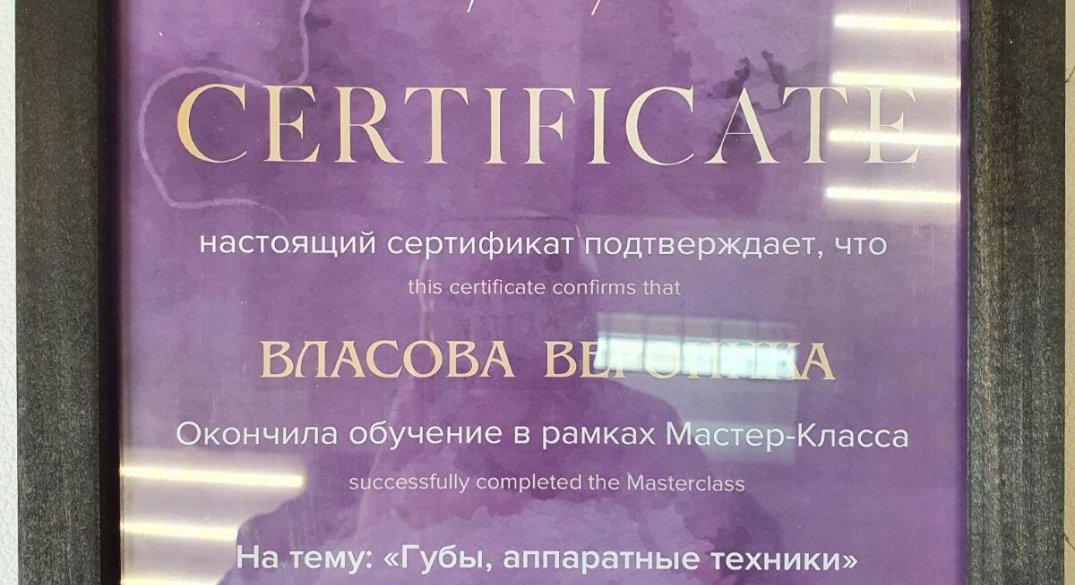 CERTIFICATE
настоящий сертификат подтверждает, что
this certificate confirms that
ВЛАСОВА ВЕРОНИКА
Окончила обучение в рамках Мастер-Класса
successfully completed the Masterclass
На тему: «Губы, аппаратные техники»